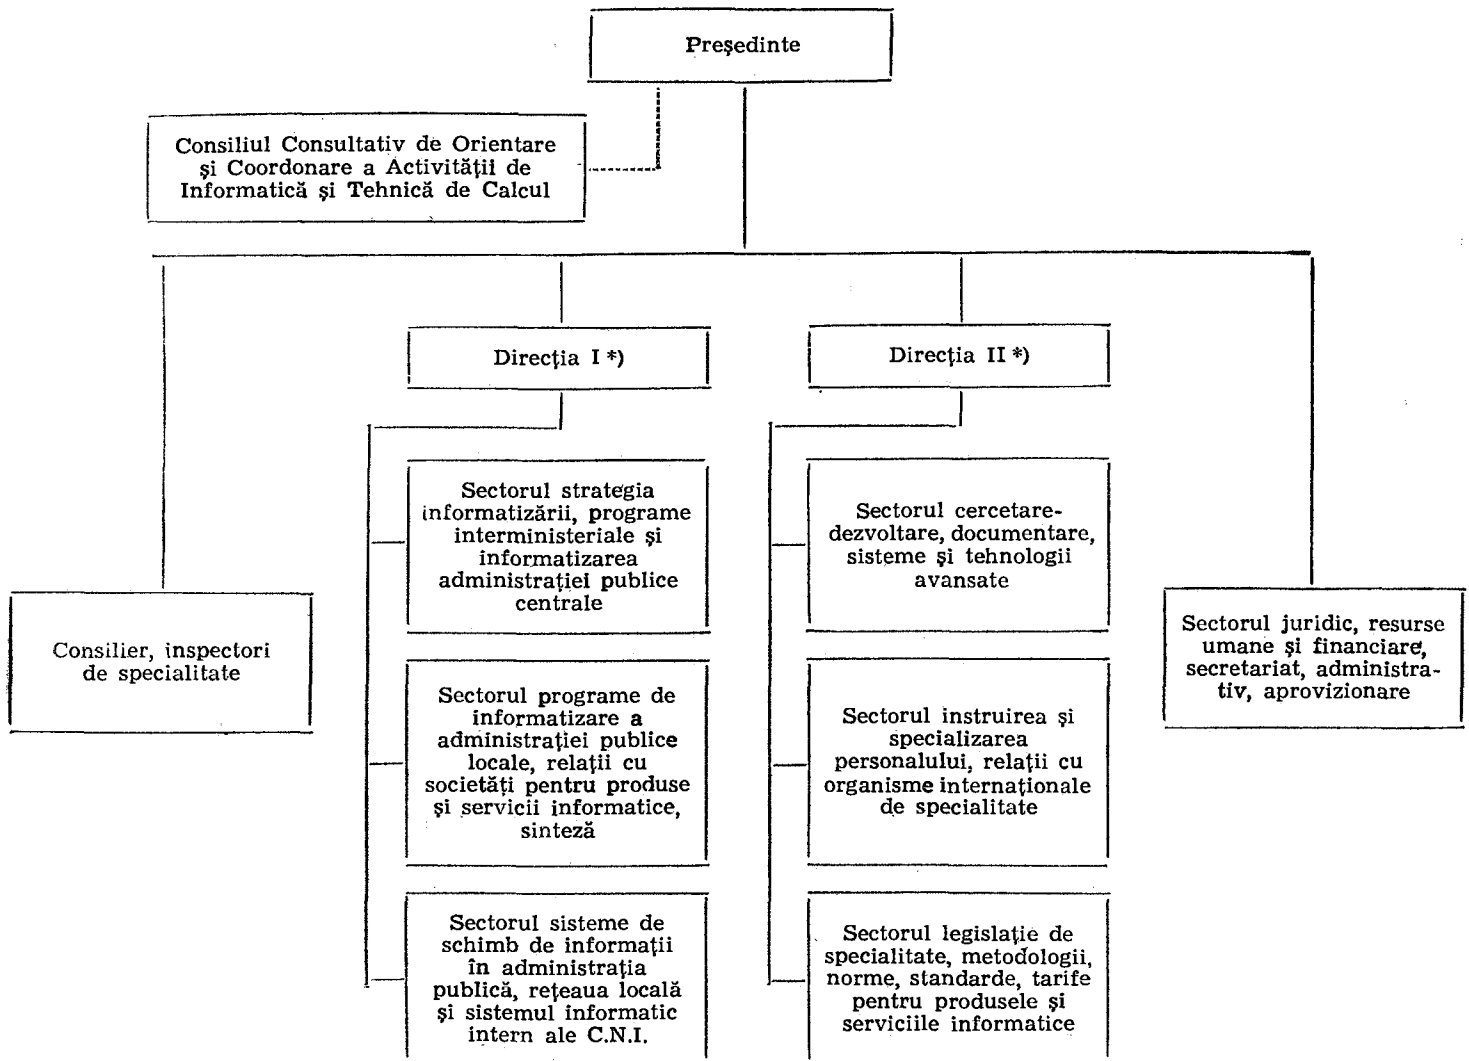 Președinte
Consiliul Consultativ de Orientare
și Coordonare a Activității de
Informatică și Tehnică de Calcul
Direcția I *)
Direcția II *)
Sectorul strategia
informatizării, programe
interministeriale și
informatizarea
administrației publice
centrale
Sectorul cercetare-
dezvoltare, documentare,
sisteme și tehnologii
avansate
Consilier, inspectori
de specialitate
Sectorul juridic, resurse
umane și financiare,
secretariat, administra-
tiv, aprovizionare
Sectorul programe de
informatizare a
administrației publice
locale, relații cu
societăți pentru produse
și servicii informatice,
sinteză
Sectorul instruirea și
specializarea
personalului, relații cu
organisme internaționale
de specialitate
Sectorul sisteme de
schimb de informații
în administrația
publică, rețeaua locală
și sistemul informatic
intern ale C.N.I.
Sectorul legislație de
specialitate, metodologii,
norme, standarde, tarife
pentru produsele și
serviciile informatice